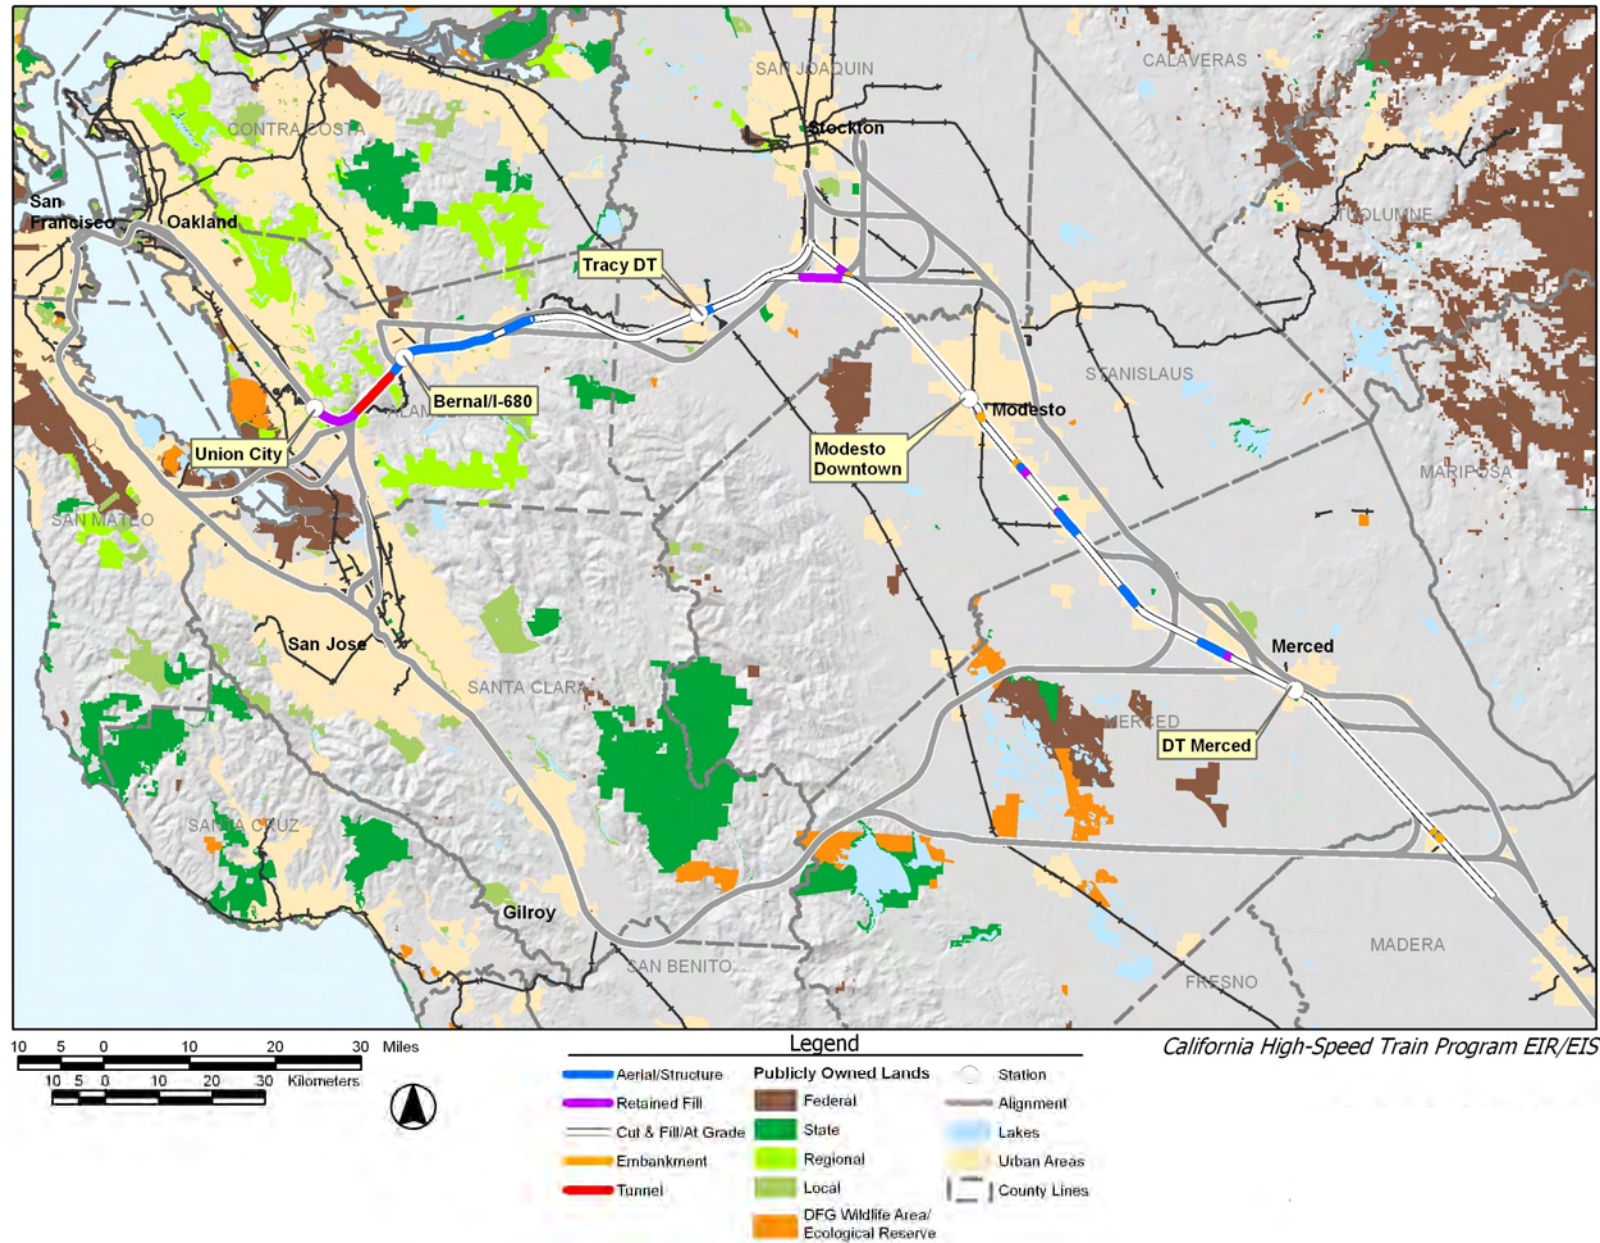 CALAVERAS
SAN JOAQUIN
CONTRA COSTA
Stockton
San
Francisco
Oakland
TUOLUMNE
Tracy DT
STANISLAUS
Bernal/I-680
ALAM
Modesto
Union City
Modesto
Downtown
MARIPOSA
SAN MATEO
San Jose
Merced
SANTA CLARA
MERCED
DT Merced
SANTA CRUZ
Gilroy
MADERA
SAN BENITO
FRESNO
10 5 0 10 20 30 Miles
10 5 0 10 20 30 Kilometers
Legend
California High-Speed Train Program EIR/EIS
Aerial/Structure
Retained Fill
Cut & Fill/At Grade
Embankment
Tunnel
Publicly Owned Lands
Federal
State
Regional
Local
DFG Wildlife Area/
Ecological Reserve
Station
Alignment
Lakes
Urban Areas
County Lines